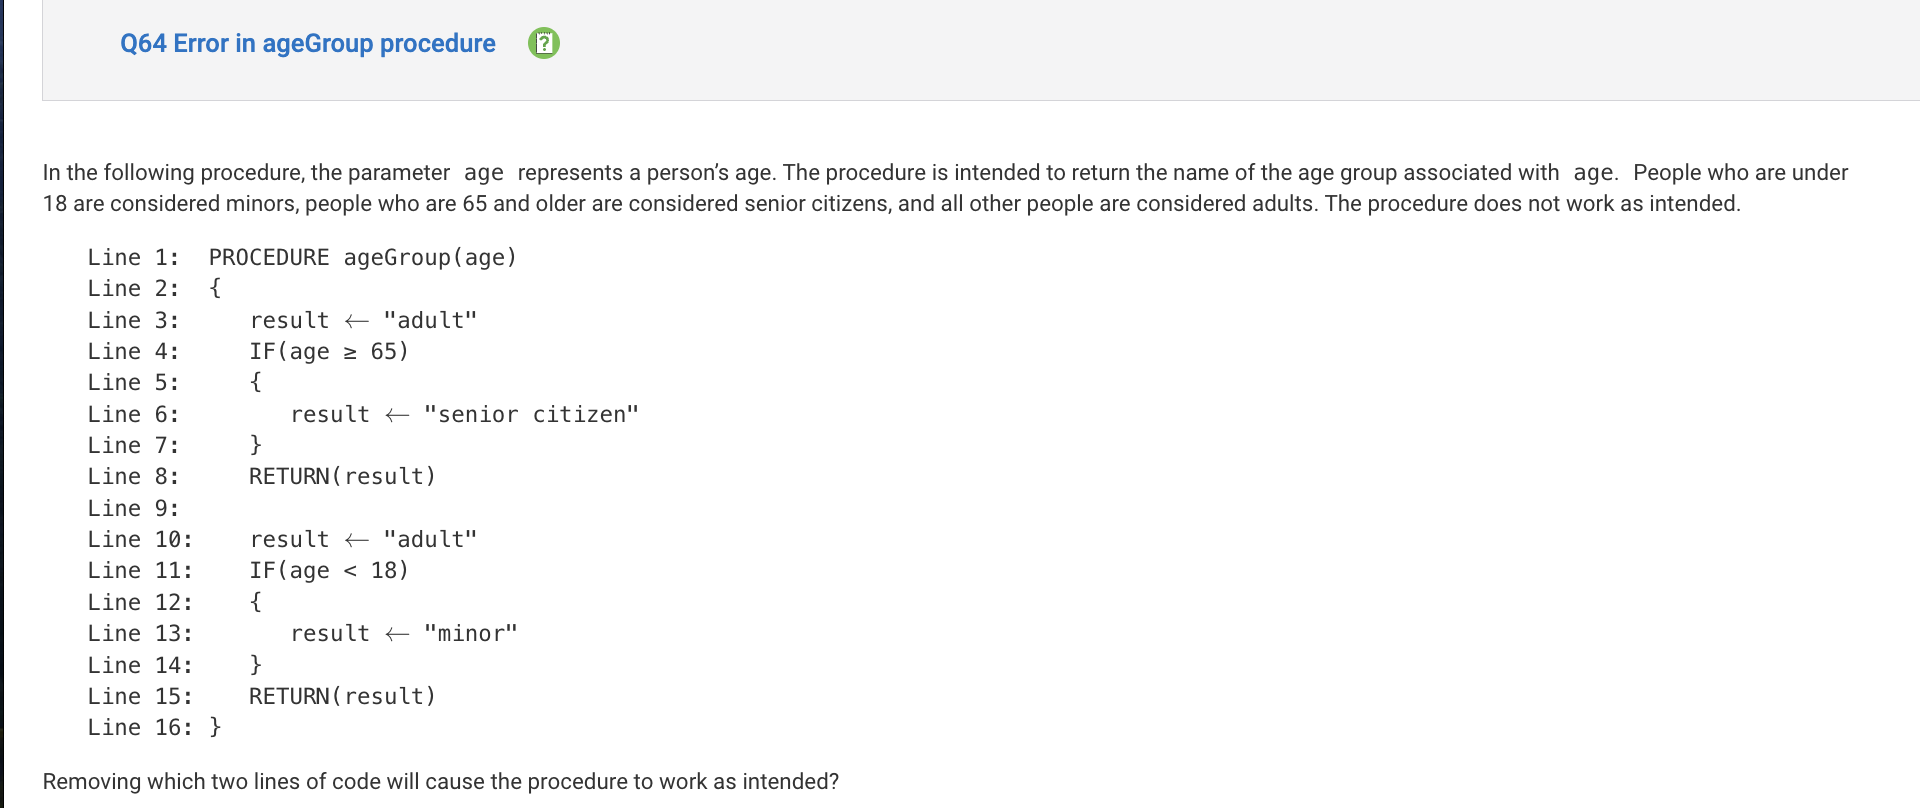 Q64 Error in ageGroup procedure ?
In the following procedure, the parameter age represents a person’s age. The procedure is intended to return the name of the age group associated with age. People who are under
18 are considered minors, people who are 65 and older are considered senior citizens, and all other people are considered adults. The procedure does not work as intended.
Line 1: PROCEDURE ageGroup(age)
Line 2: {
Line 3: result ← "adult"
Line 4: IF(age ≥ 65)
Line 5: {
Line 6: result ← "senior citizen"
Line 7: }
Line 8: RETURN(result)
Line 9:
Line 10: result ← "adult"
Line 11: IF(age < 18)
Line 12: {
Line 13: result ← "minor"
Line 14: }
Line 15: RETURN(result)
Line 16: }
Removing which two lines of code will cause the procedure to work as intended?